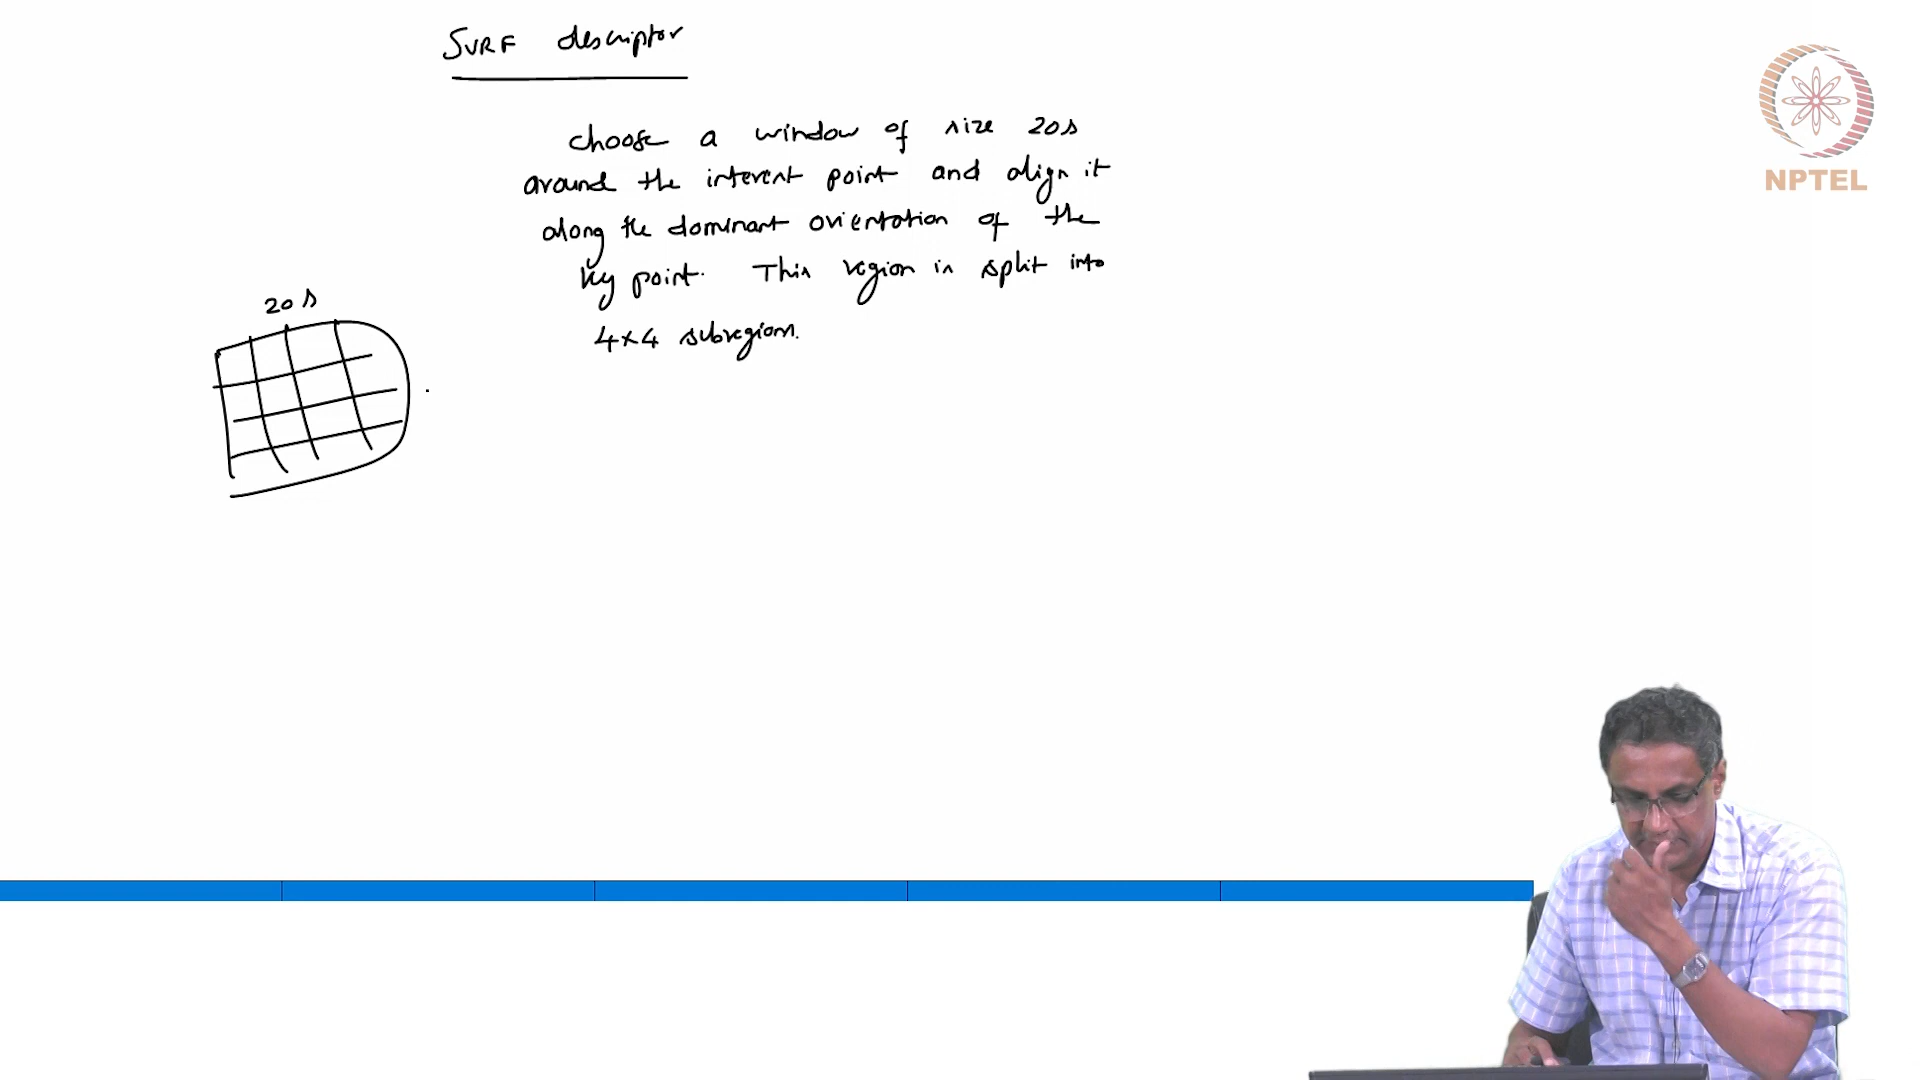 SURF descriptor
choose a window of size 20s
around the interest point and align it
along the dominant orientation of the
key point. This region is split into
4x4 subregions.
20 s
NPTEL